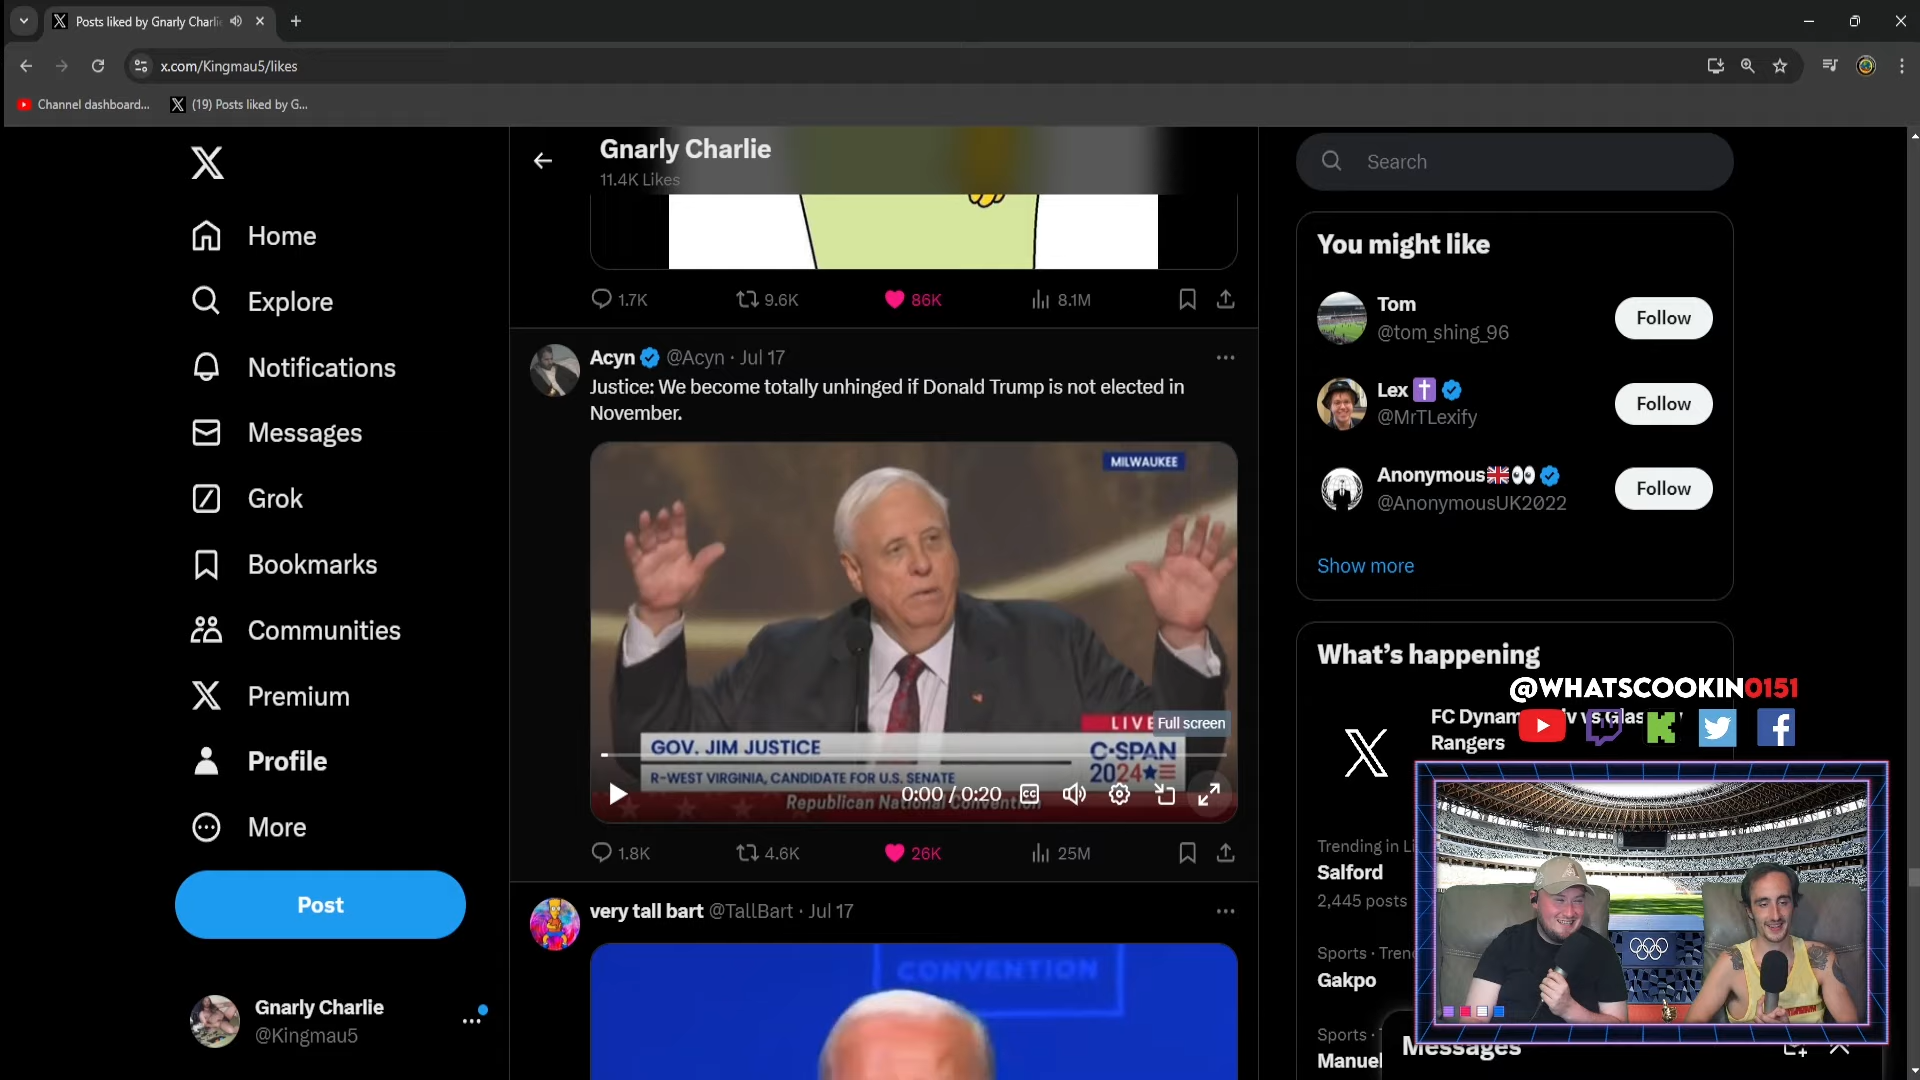 Posts liked by Gnarly Charli
x.com/Kingmau5/likes
Channel dashboard...
(19) Posts liked by G...
Home
Explore
Notifications
Messages
Grok
Bookmarks
Communities
Premium
Profile
More
Post
Gnarly Charlie
@Kingmau5
Gnarly Charlie
11.4K Likes
1.7K 9.6K 86K 8.1M
Acyn @Acyn · Jul 17
Justice: We become totally unhinged if Donald Trump is not elected in
November.
MILWAUKEE
LIVE
Full screen
GOV. JIM JUSTICE
R-WEST VIRGINIA, CANDIDATE FOR U.S. SENATE
C-SPAN
2024
0:00 / 0:20
Republican National Convention
1.8K 4.6K 26K 25M
very tall bart @TallBart · Jul 17
CONVENTION
Search
You might like
Tom
@tom_shing_96
Follow
Lex
@MrTLexify
Follow
Anonymous
@AnonymousUK2022
Follow
Show more
What's happening
@WHATSCOOKIN0151
FC Dynam
Rangers
Trending in Li
Salford
2,445 posts
Sports · Tren
Gakpo
Sports ·
Manuel
Messages